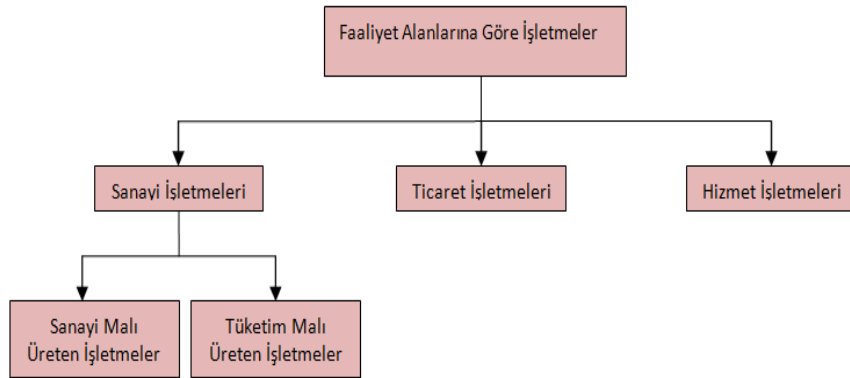 Faaliyet Alanlarına Göre İşletmeler
Sanayi İşletmeleri
Ticaret İşletmeleri
Hizmet İşletmeleri
Sanayi Malı
Üreten İşletmeler
Tüketim Malı
Üreten İşletmeler